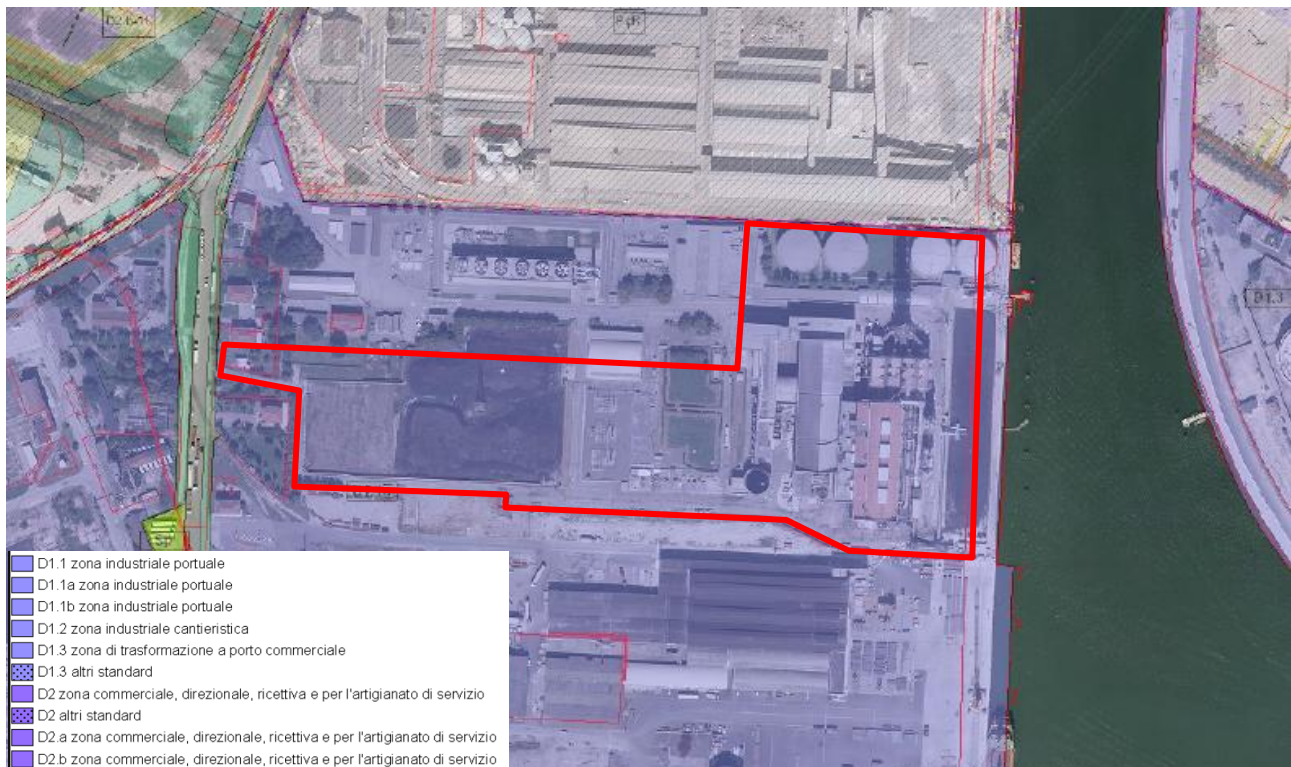 D1.3
D1.1 zona industriale portuale
D1.1a zona industriale portuale
D1.1b zona industriale portuale
D1.2 zona industriale cantieristica
D1.3 zona di trasformazione a porto commerciale
D1.3 altri standard
D2 zona commerciale, direzionale, ricettiva e per l'artigianato di servizio
D2 altri standard
D2.a zona commerciale, direzionale, ricettiva e per l'artigianato di servizio
D2.b zona commerciale, direzionale, ricettiva e per l'artigianato di servizio